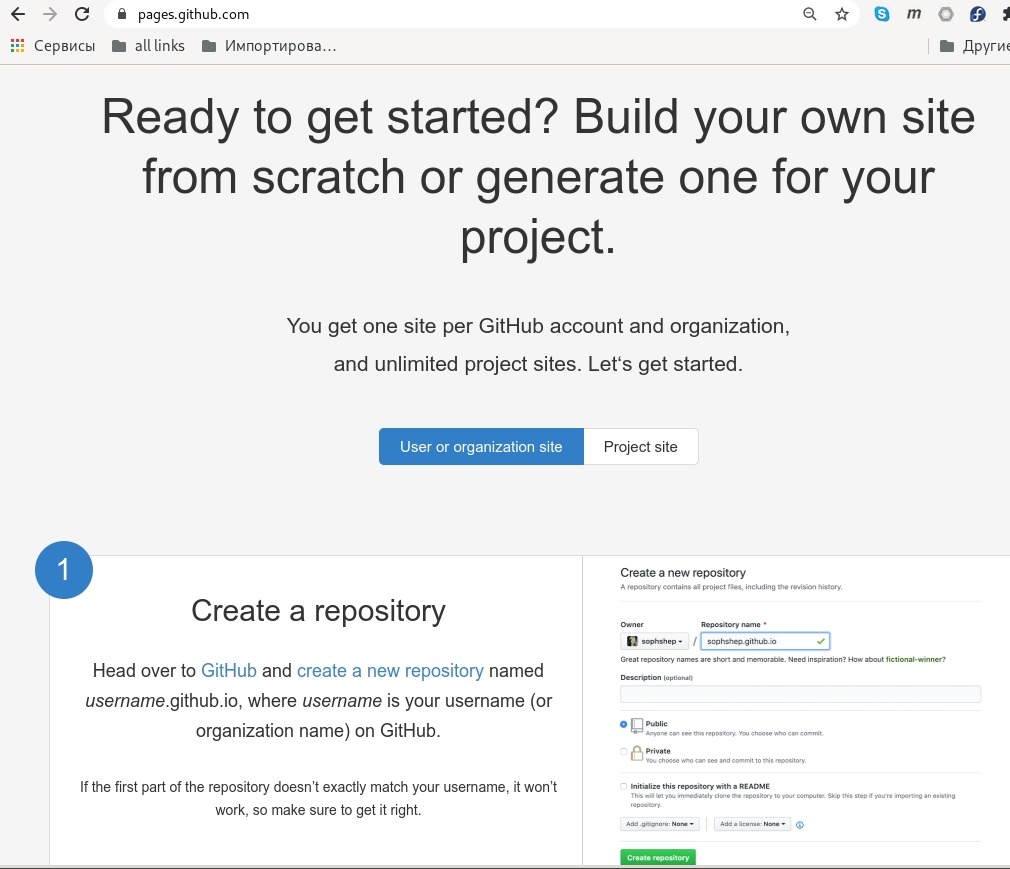 pages.github.com
Сервисы
all links
Импортирова…
Другие
Ready to get started? Build your own site
from scratch or generate one for your
project.
You get one site per GitHub account and organization,
and unlimited project sites. Let‘s get started.
User or organization site
Project site
1
Create a repository
Head over to GitHub and create a new repository named
username.github.io, where username is your username (or
organization name) on GitHub.
If the first part of the repository doesn’t exactly match your username, it won’t
work, so make sure to get it right.
Create a new repository
A repository contains all project files, including the revision history.
Owner
Repository name *
sophshep
/
sophshep.github.io
Great repository names are short and memorable. Need inspiration? How about fictional-winner?
Description (optional)
Public
Anyone can see this repository. You choose who can commit.
Private
You choose who can see and commit to this repository.
Initialize this repository with a README
This will let you immediately clone the repository to your computer. Skip this step if you're importing an existing
repository.
Add .gitignore: None
Add a license: None
Create repository